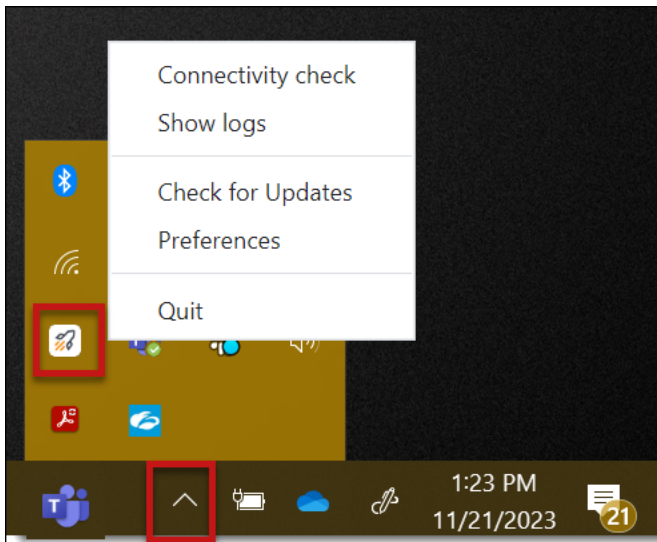 Connectivity check
Show logs
Check for Updates
Preferences
Quit
T
1:23 PM
11/21/2023
21